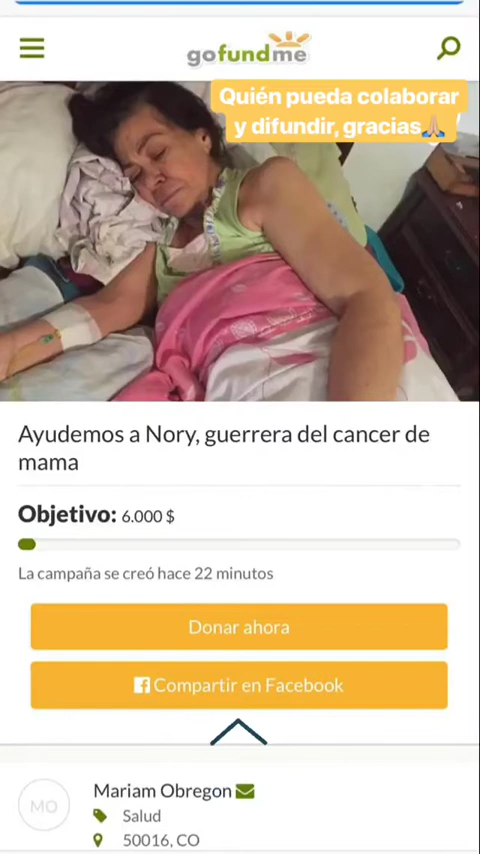 gofundme
Quién pueda colaborar
y difundir, gracias🙏🏼
Ayudemos a Nory, guerrera del cancer de
mama
Objetivo: 6.000 $
La campaña se creó hace 22 minutos
Donar ahora
Compartir en Facebook
MO
Mariam Obregon
Salud
50016, CO